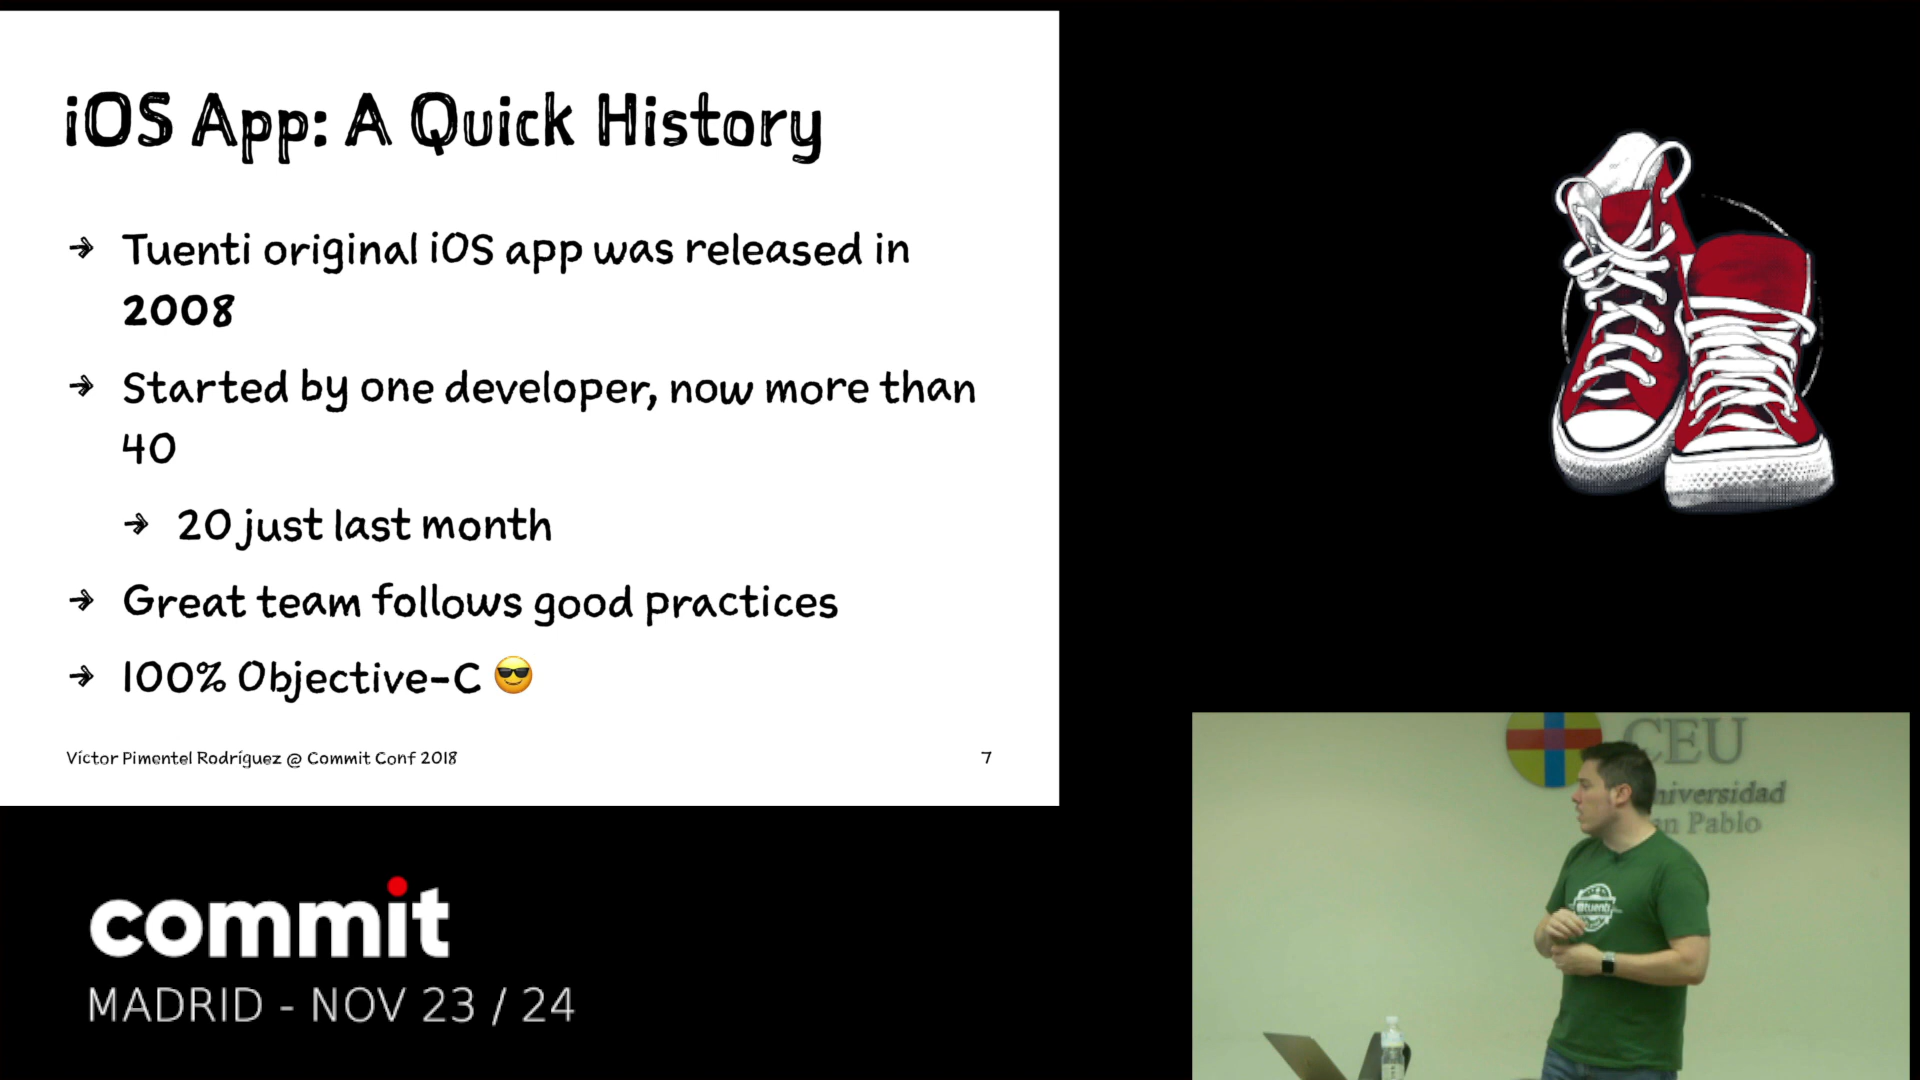 iOS App: A Quick History
→ Tuenti original iOS app was released in
2008
→ Started by one developer, now more than
40
→ 20 just last month
→ Great team follows good practices
→ 100% Objective-C 😎
Víctor Pimentel Rodríguez @ Commit Conf 2018
7
commit
MADRID - NOV 23 / 24
CEU
niversidad
an Pablo
tuenti